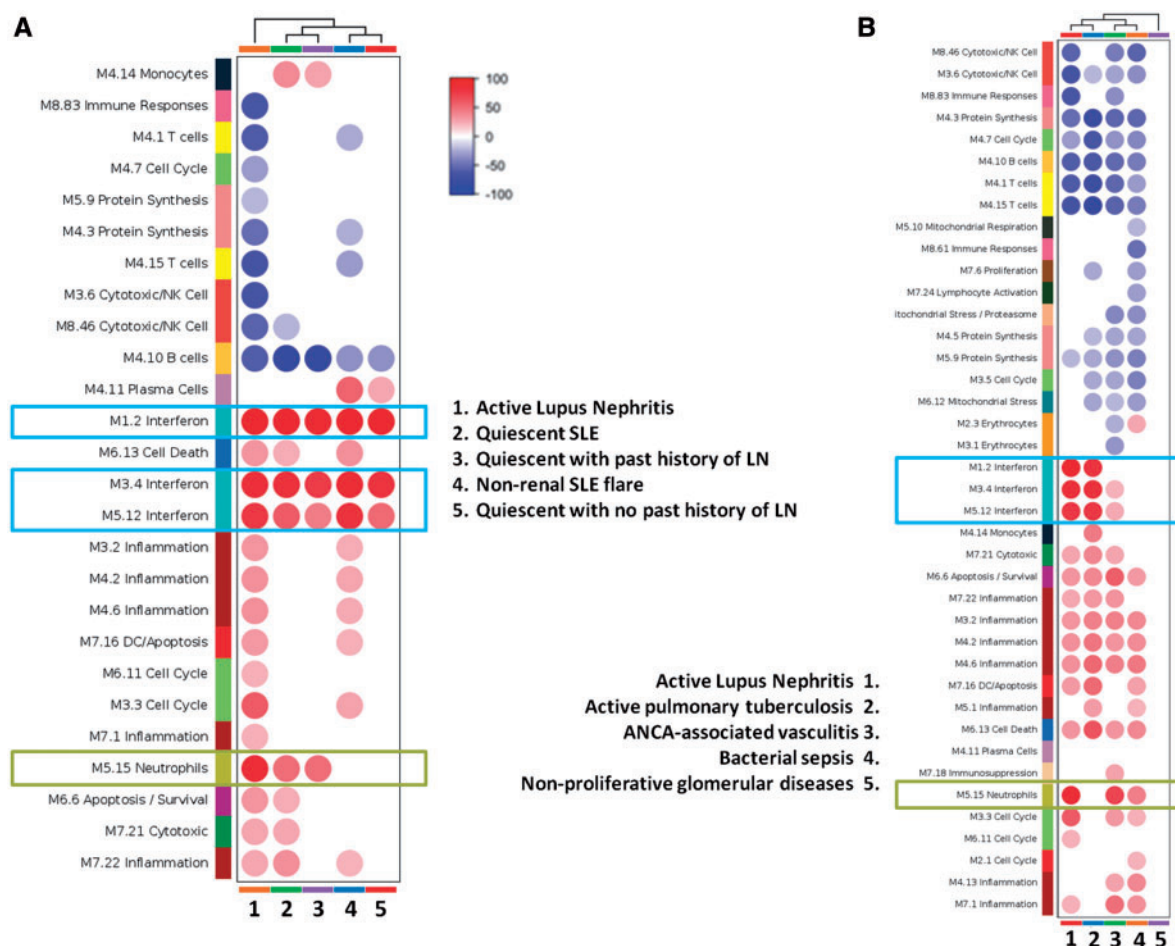 A
M4.14 Monocytes
M8.83 Immune Responses
M4.1 T cells
M4.7 Cell Cycle
M5.9 Protein Synthesis
M4.3 Protein Synthesis
M4.15 T cells
M3.6 Cytotoxic/NK Cell
M8.46 Cytotoxic/NK Cell
M4.10 B cells
M4.11 Plasma Cells
M1.2 Interferon
M6.13 Cell Death
M3.4 Interferon
M5.12 Interferon
M3.2 Inflammation
M4.2 Inflammation
M4.6 Inflammation
M7.16 DC/Apoptosis
M6.11 Cell Cycle
M3.3 Cell Cycle
M7.1 Inflammation
M5.15 Neutrophils
M6.6 Apoptosis / Survival
M7.21 Cytotoxic
M7.22 Inflammation
1 2 3 4 5
100
50
0
-50
-100
1. Active Lupus Nephritis
2. Quiescent SLE
3. Quiescent with past history of LN
4. Non-renal SLE flare
5. Quiescent with no past history of LN
B
M8.46 Cytotoxic/NK Cell
M3.6 Cytotoxic/NK Cell
M8.83 Immune Responses
M4.3 Protein Synthesis
M4.7 Cell Cycle
M4.10 B cells
M4.1 T cells
M4.15 T cells
M5.10 Mitochondrial Respiration
M8.61 Immune Responses
M7.6 Proliferation
M7.24 Lymphocyte Activation
itochondrial Stress / Proteasome
M4.5 Protein Synthesis
M5.9 Protein Synthesis
M3.5 Cell Cycle
M6.12 Mitochondrial Stress
M2.3 Erythrocytes
M3.1 Erythrocytes
M1.2 Interferon
M3.4 Interferon
M5.12 Interferon
M4.14 Monocytes
M7.21 Cytotoxic
M6.6 Apoptosis / Survival
M7.22 Inflammation
M3.2 Inflammation
M4.2 Inflammation
M4.6 Inflammation
M7.16 DC/Apoptosis
M5.1 Inflammation
M6.13 Cell Death
M4.11 Plasma Cells
M7.18 Immunosuppression
M5.15 Neutrophils
M3.3 Cell Cycle
M6.11 Cell Cycle
M2.1 Cell Cycle
M4.13 Inflammation
M7.1 Inflammation
1 2 3 4 5
Active Lupus Nephritis 1.
Active pulmonary tuberculosis 2.
ANCA-associated vasculitis 3.
Bacterial sepsis 4.
Non-proliferative glomerular diseases 5.